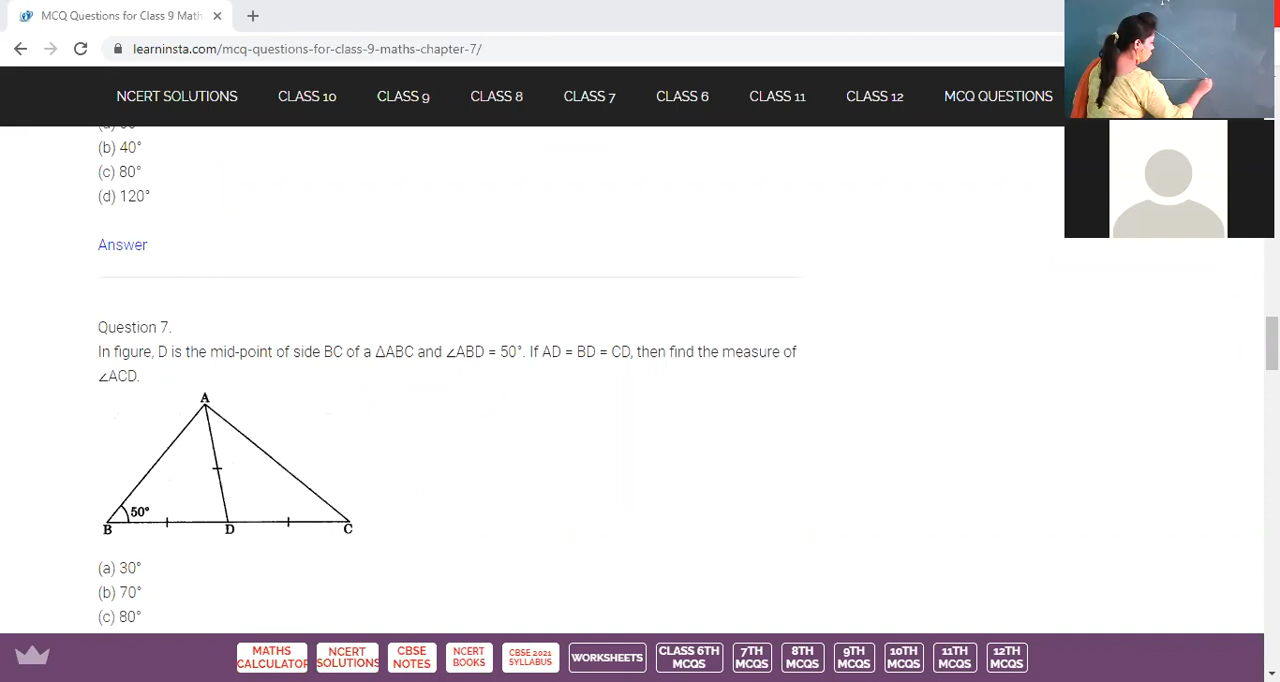 MCQ Questions for Class 9 Math
learninsta.com/mcq-questions-for-class-9-maths-chapter-7/
NCERT SOLUTIONS CLASS 10 CLASS 9 CLASS 8 CLASS 7 CLASS 6 CLASS 11 CLASS 12 MCQ QUESTIONS
(b) 40°
(c) 80°
(d) 120°
Answer
Question 7.
In figure, D is the mid-point of side BC of a ΔABC and ∠ABD = 50°. If AD = BD = CD, then find the measure of
∠ACD.
A
50°
B D C
(a) 30°
(b) 70°
(c) 80°
MATHS CALCULATOR NCERT SOLUTIONS CBSE NOTES NCERT BOOKS CBSE 2021 SYLLABUS WORKSHEETS CLASS 6TH MCQS 7TH MCQS 8TH MCQS 9TH MCQS 10TH MCQS 11TH MCQS 12TH MCQS